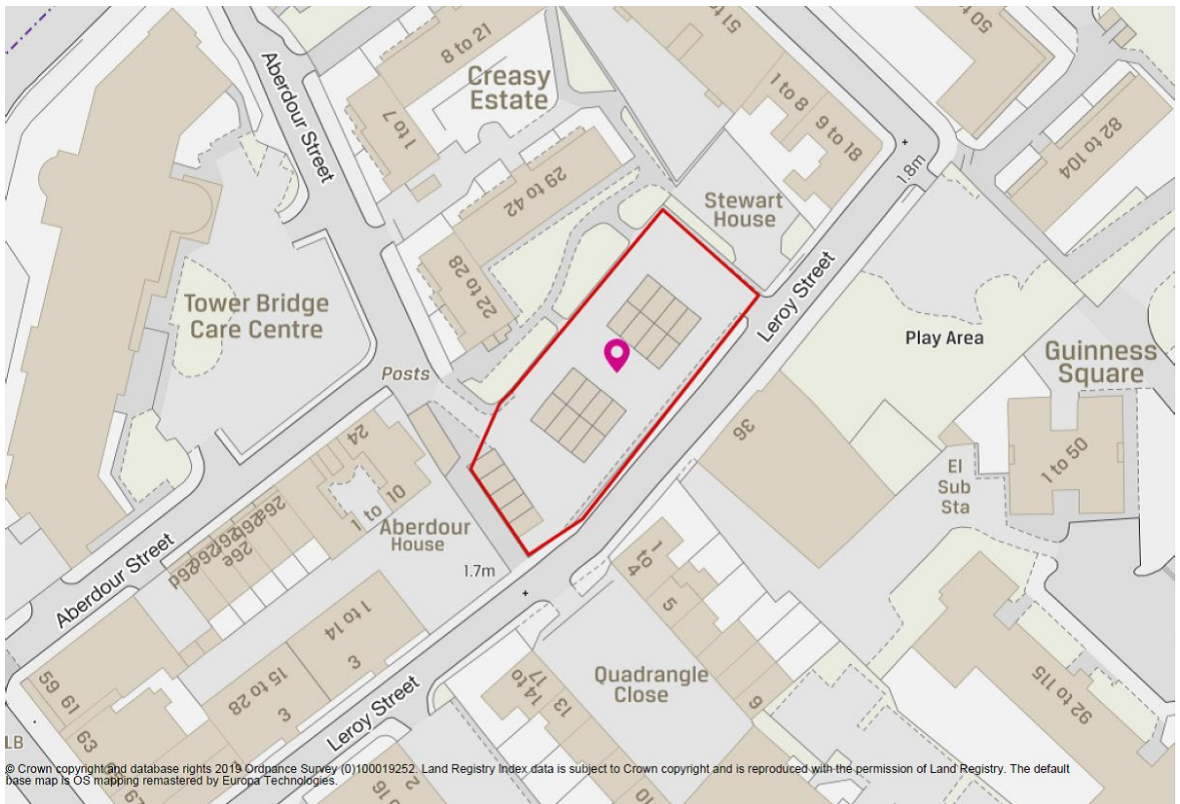 51
8 to 21
Aberdour Street
Creasy
Estate
1 to 7
1 to 8
9 to 18
50
82 to 104
1.8m
29 to 42
Stewart
House
22 to 28
Leroy Street
Tower Bridge
Care Centre
Posts
Play Area
Guinness
Square
24
36
1 to 50
El
Sub
Sta
1 to 10
Aberdour
House
26e
26d
Aberdour Street
1.7m
1 to
4
5
1 to 14
3
15 to 28
3
Quadrangle
Close
14 to
17
13
9
92 to 115
59
61
63
Leroy Street
LB
© Crown copyright and database rights 2019 Ordnance Survey (0)100019252. Land Registry Index data is subject to Crown copyright and is reproduced with the permission of Land Registry. The default
base map is OS mapping remastered by Europa Technologies.
2
16
10